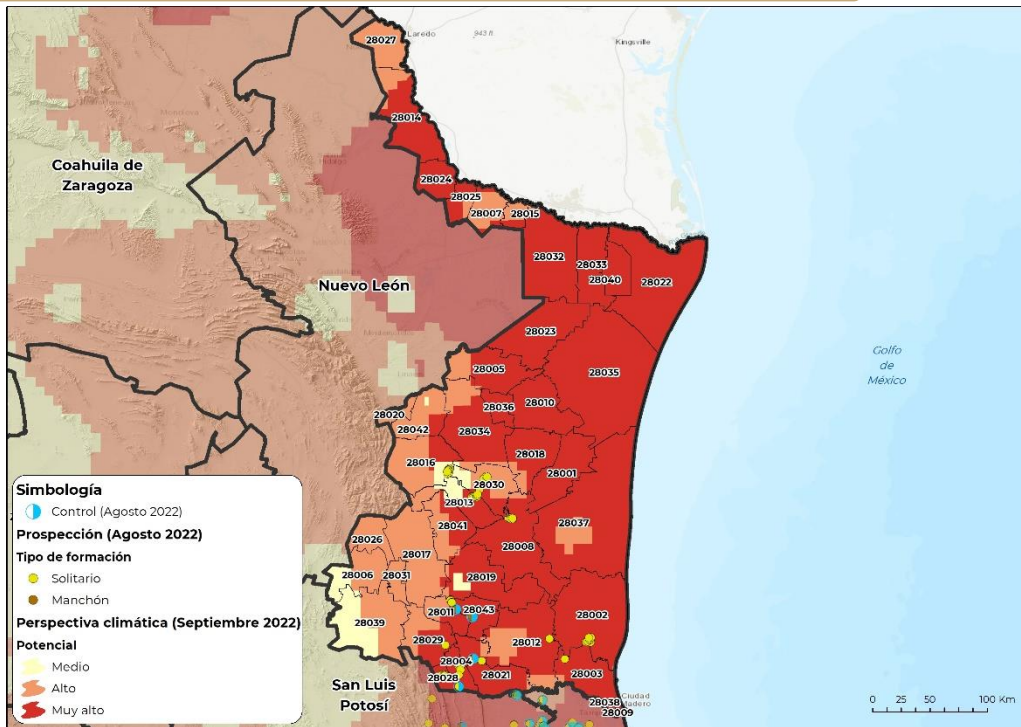 28027
Laredo
943 ft
Kingsville
28014
Coahuila de
Zaragoza
28024
28025
28007
28015
28032
28033
28040
28022
Nuevo León
28023
28005
28035
Golfo
de
México
28020
28036
28010
28042
28034
28016
28018
28001
28030
28013
28041
28037
28008
28026
28017
28006
28031
28019
28011
28043
28002
28039
28029
28012
28004
28028
28021
28003
San Luis
Potosí
28038
28009
Ciudad
Madero
Simbología
Control (Agosto 2022)
Prospección (Agosto 2022)
Tipo de formación
Solitario
Manchón
Perspectiva climática (Septiembre 2022)
Potencial
Medio
Alto
Muy alto
0 25 50 100 Km